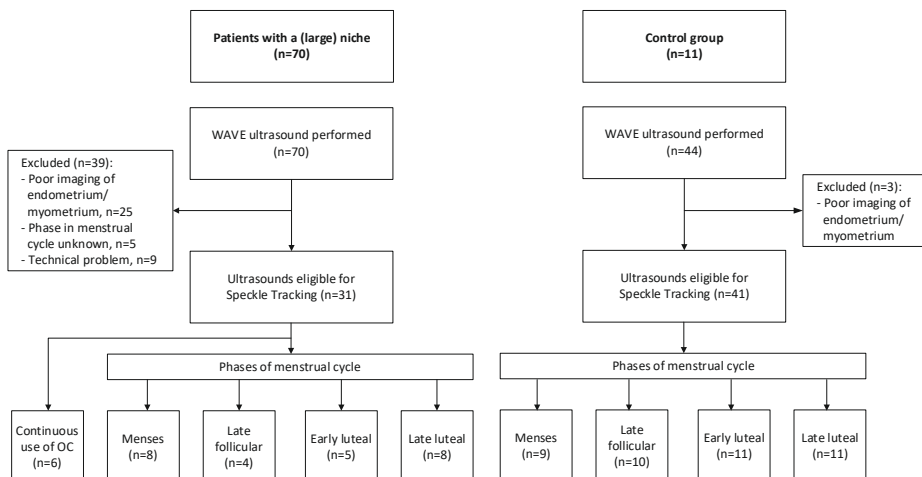 Patients with a (large) niche
(n=70)
Control group
(n=11)
WAVE ultrasound performed
(n=70)
WAVE ultrasound performed
(n=44)
Excluded (n=39):
- Poor imaging of
endometrium/
myometrium, n=25
- Phase in menstrual
cycle unknown, n=5
- Technical problem, n=9
Excluded (n=3):
- Poor imaging of
endometrium/
myometrium
Ultrasounds eligible for
Speckle Tracking (n=31)
Ultrasounds eligible for
Speckle Tracking (n=41)
Phases of menstrual cycle
Phases of menstrual cycle
Continuous
use of OC
(n=6)
Menses
(n=8)
Late
follicular
(n=4)
Early luteal
(n=5)
Late luteal
(n=8)
Menses
(n=9)
Late
follicular
(n=10)
Early luteal
(n=11)
Late luteal
(n=11)